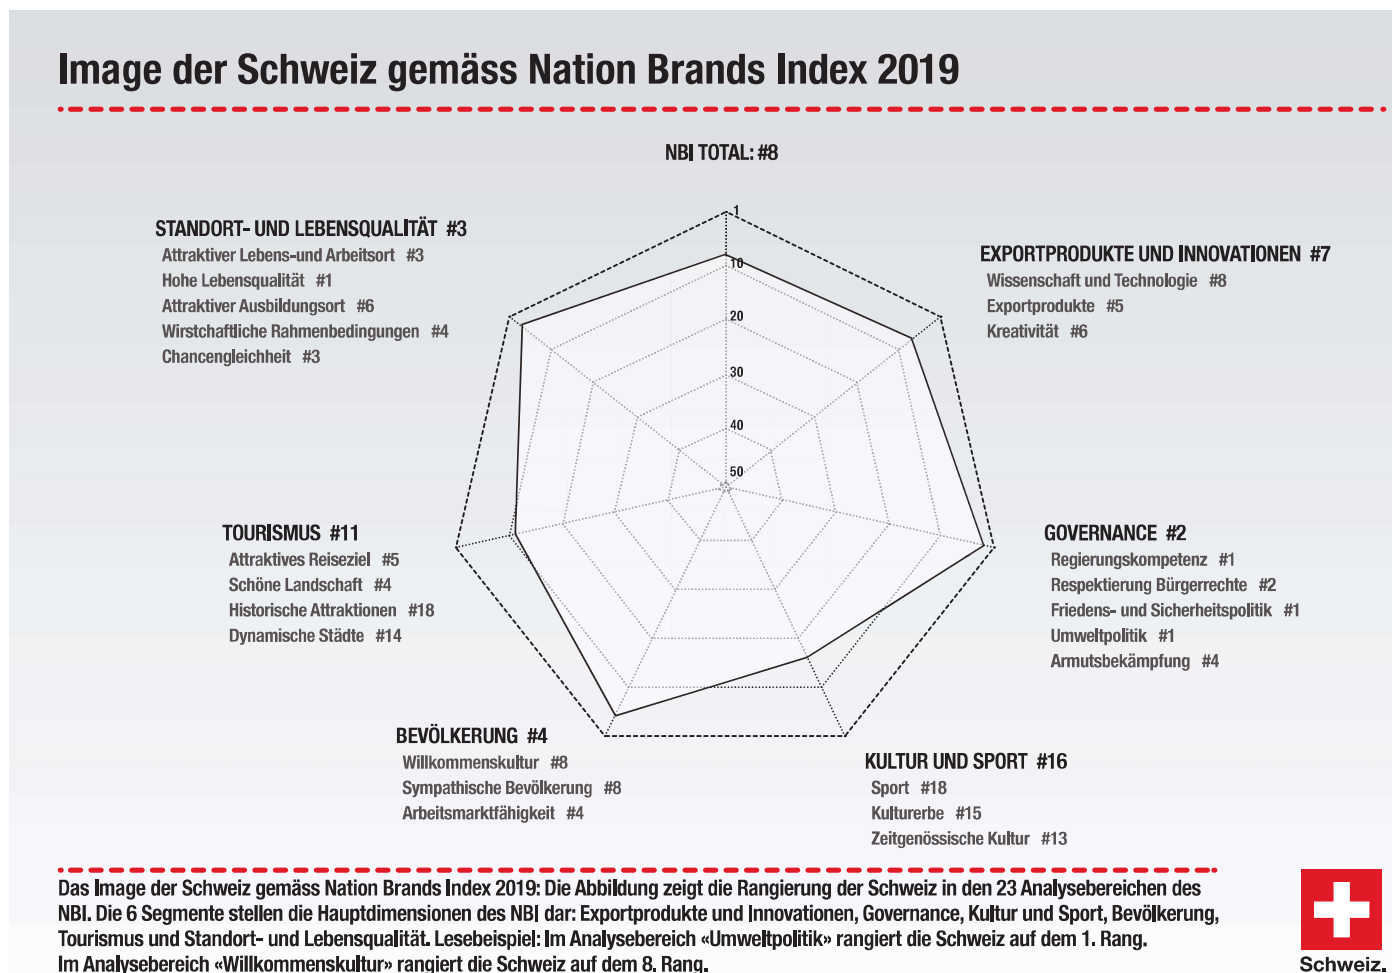 Image der Schweiz gemäss Nation Brands Index 2019
NBI TOTAL: #8
1
10
20
30
40
50
STANDORT- UND LEBENSQUALITÄT #3
Attraktiver Lebens-und Arbeitsort #3
Hohe Lebensqualität #1
Attraktiver Ausbildungsort #6
Wirstchaftliche Rahmenbedingungen #4
Chancengleichheit #3
EXPORTPRODUKTE UND INNOVATIONEN #7
Wissenschaft und Technologie #8
Exportprodukte #5
Kreativität #6
TOURISMUS #11
Attraktives Reiseziel #5
Schöne Landschaft #4
Historische Attraktionen #18
Dynamische Städte #14
GOVERNANCE #2
Regierungskompetenz #1
Respektierung Bürgerrechte #2
Friedens- und Sicherheitspolitik #1
Umweltpolitik #1
Armutsbekämpfung #4
BEVÖLKERUNG #4
Willkommenskultur #8
Sympathische Bevölkerung #8
Arbeitsmarktfähigkeit #4
KULTUR UND SPORT #16
Sport #18
Kulturerbe #15
Zeitgenössische Kultur #13
Das Image der Schweiz gemäss Nation Brands Index 2019: Die Abbildung zeigt die Rangierung der Schweiz in den 23 Analysebereichen des
NBI. Die 6 Segmente stellen die Hauptdimensionen des NBI dar: Exportprodukte und Innovationen, Governance, Kultur und Sport, Bevölkerung,
Tourismus und Standort- und Lebensqualität. Lesebeispiel: Im Analysebereich «Umweltpolitik» rangiert die Schweiz auf dem 1. Rang.
Im Analysebereich «Willkommenskultur» rangiert die Schweiz auf dem 8. Rang.
Schweiz.